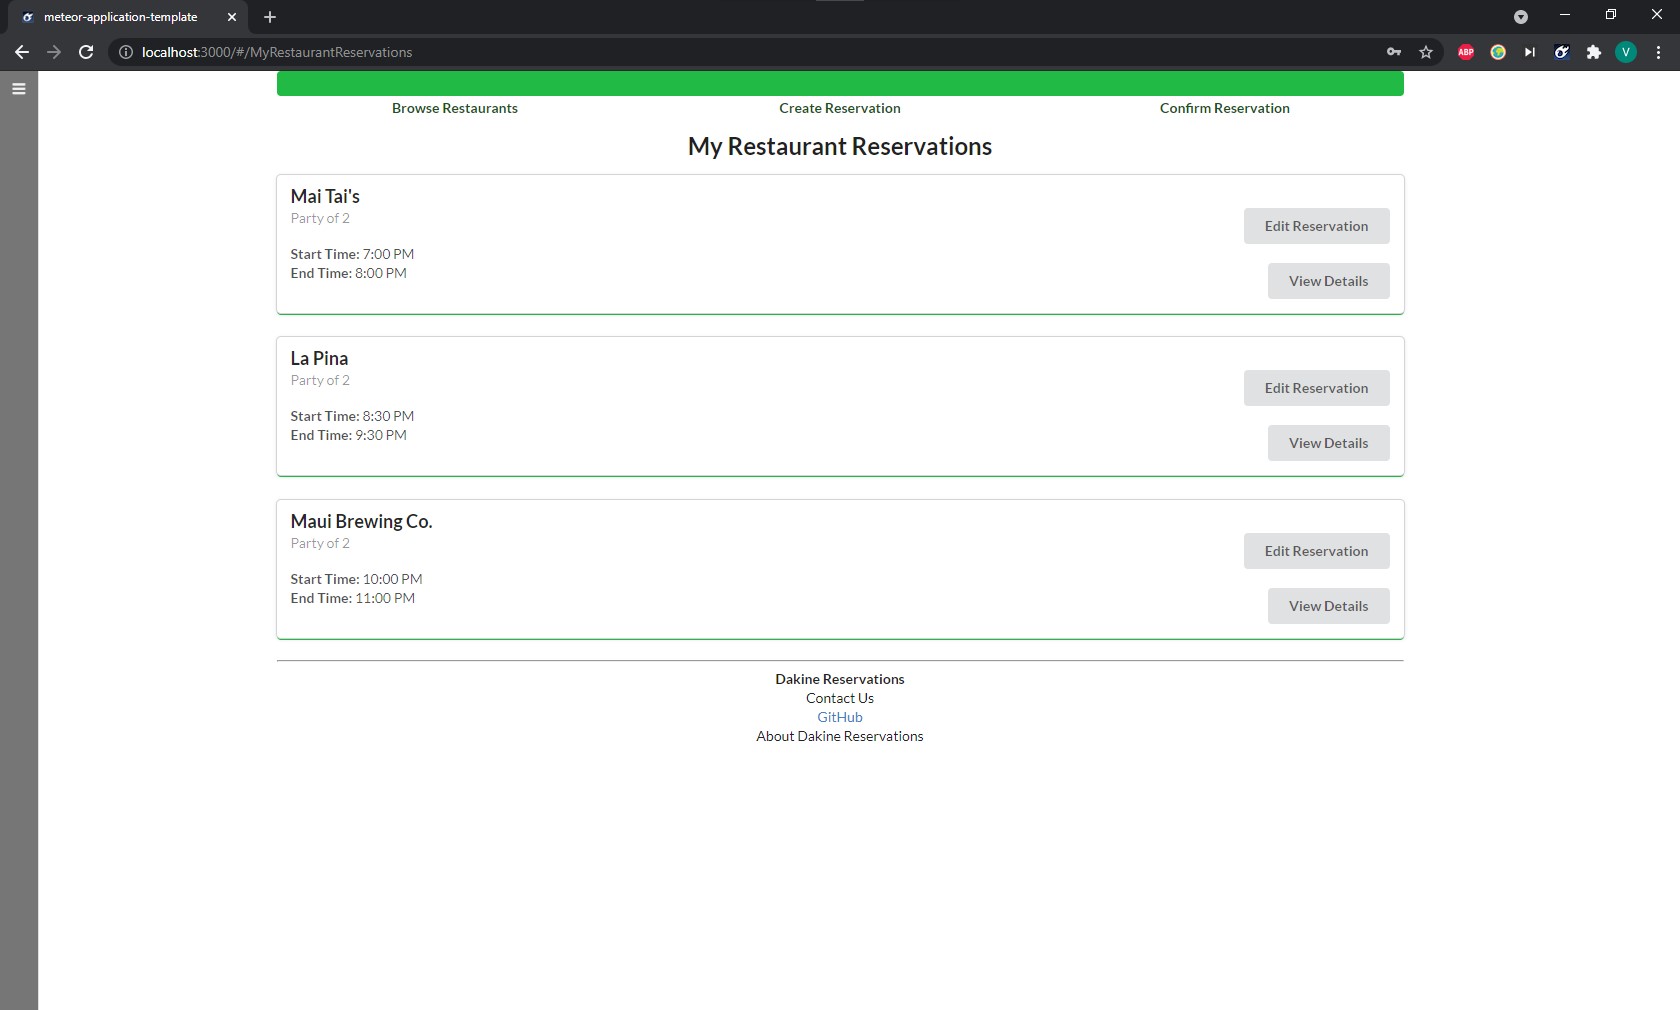 meteor-application-template
localhost:3000/#/MyRestaurantReservations
ABP
V
Browse Restaurants
Create Reservation
Confirm Reservation
My Restaurant Reservations
Mai Tai's
Party of 2
Edit Reservation
Start Time: 7:00 PM
End Time: 8:00 PM
View Details
La Pina
Party of 2
Edit Reservation
Start Time: 8:30 PM
End Time: 9:30 PM
View Details
Maui Brewing Co.
Party of 2
Edit Reservation
Start Time: 10:00 PM
End Time: 11:00 PM
View Details
Dakine Reservations
Contact Us
GitHub
About Dakine Reservations